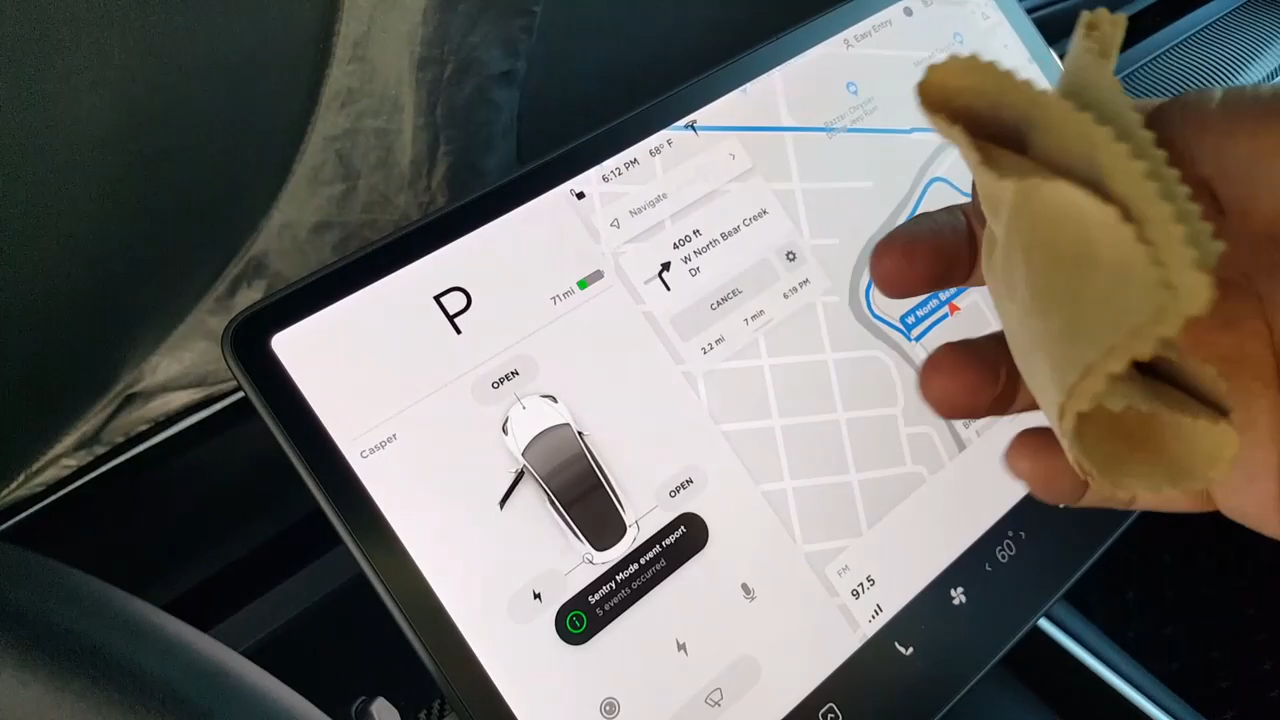 Easy Entry
6:12 PM 68° F
Navigate
400 ft
W North Bear Creek
Dr
CANCEL
2.2 mi 7 min 6:19 PM
P
71 mi
Casper
OPEN
OPEN
Sentry Mode event report
5 events occurred
W North Bea
FM
97.5
60°